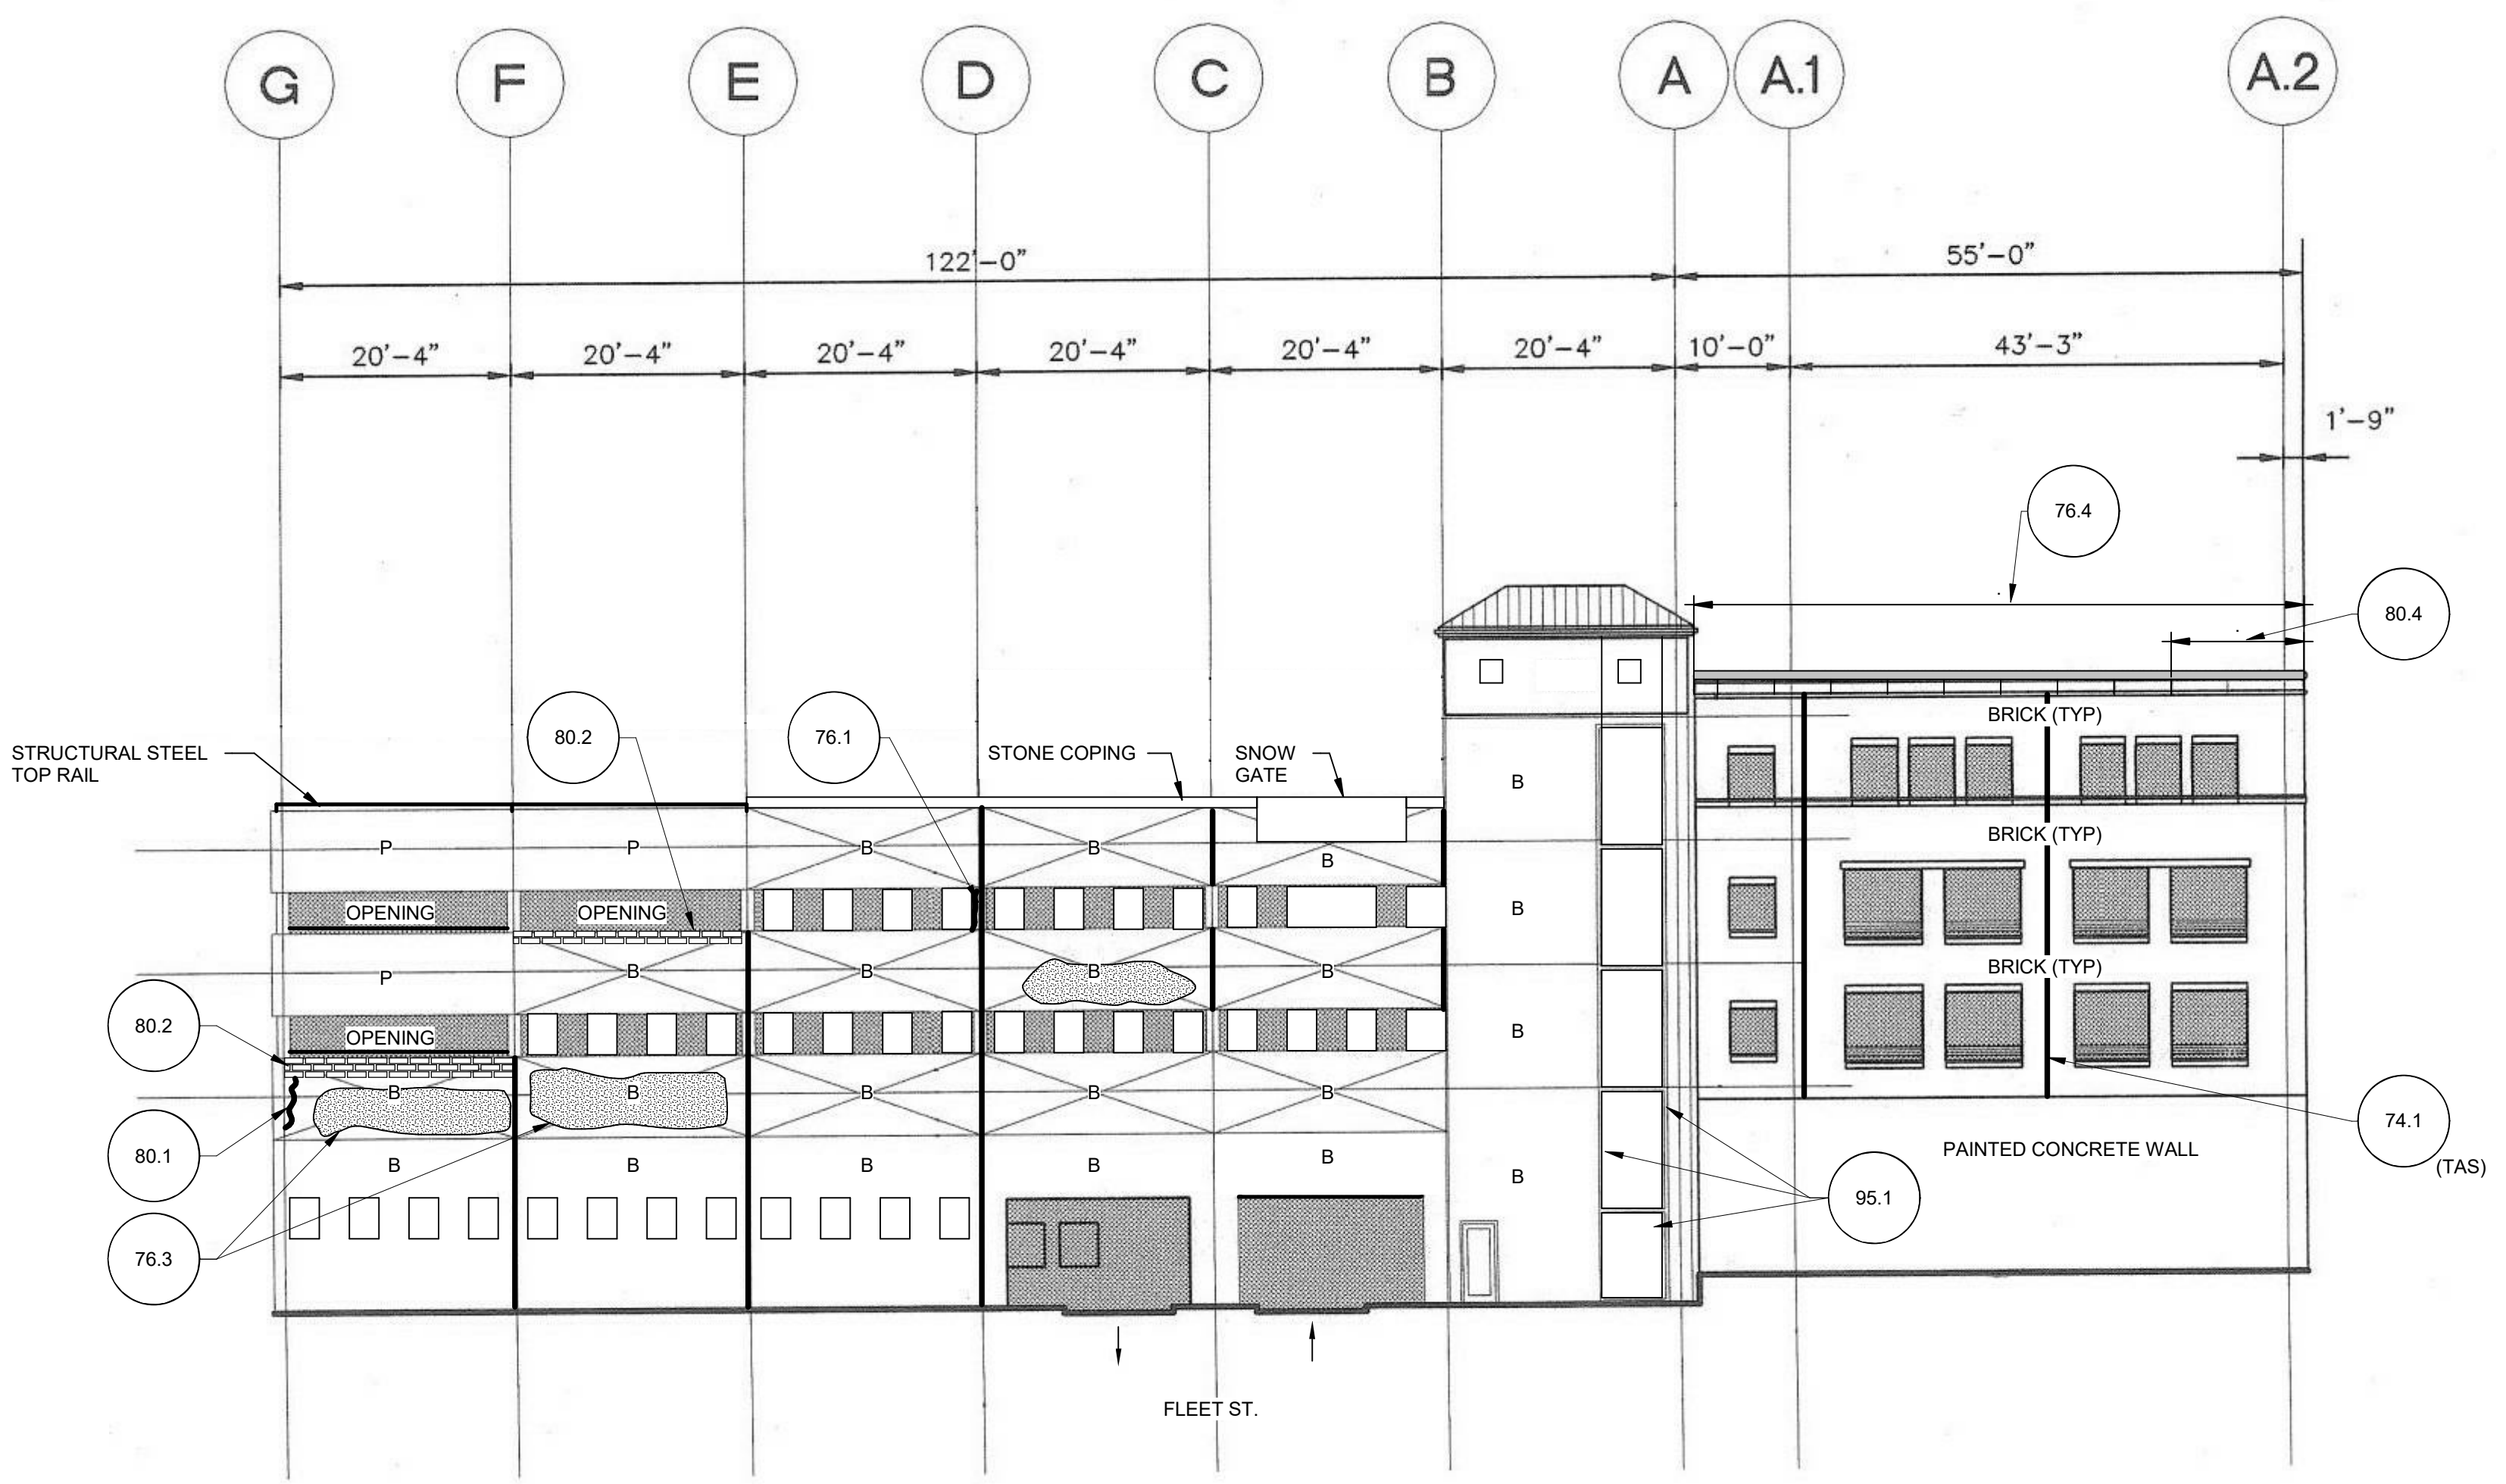 G F E D C B A A.1 A.2
122'-0" 55'-0"
20'-4" 20'-4" 20'-4" 20'-4" 20'-4" 20'-4" 10'-0" 43'-3"
1'-9"
76.4
80.4
BRICK (TYP)
80.2 76.1
STRUCTURAL STEEL
TOP RAIL
STONE COPING
SNOW
GATE
B
P P B B B
BRICK (TYP)
OPENING OPENING
B
P B B B B
BRICK (TYP)
80.2
OPENING
B
B B B B B
80.1
74.1
(TAS)
B B B B B B
PAINTED CONCRETE WALL
95.1
76.3
FLEET ST.